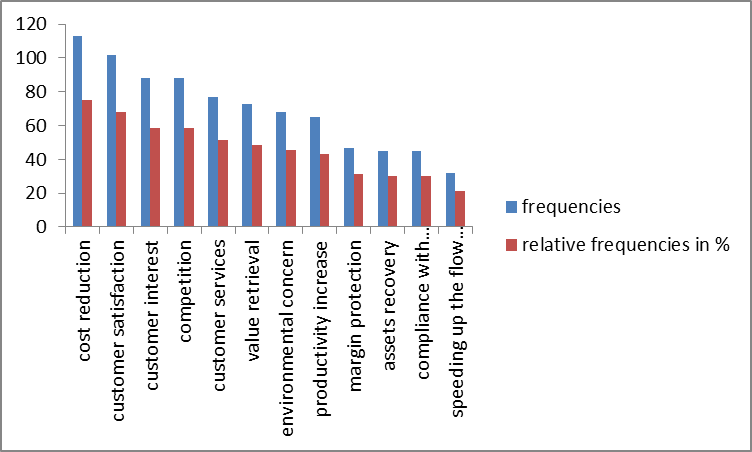 120
100
80
60
40
20
0
cost reduction
customer satisfaction
customer interest
competition
customer services
value retrieval
environmental concern
productivity increase
margin protection
assets recovery
compliance with…
speeding up the flow…
frequencies
relative frequencies in %